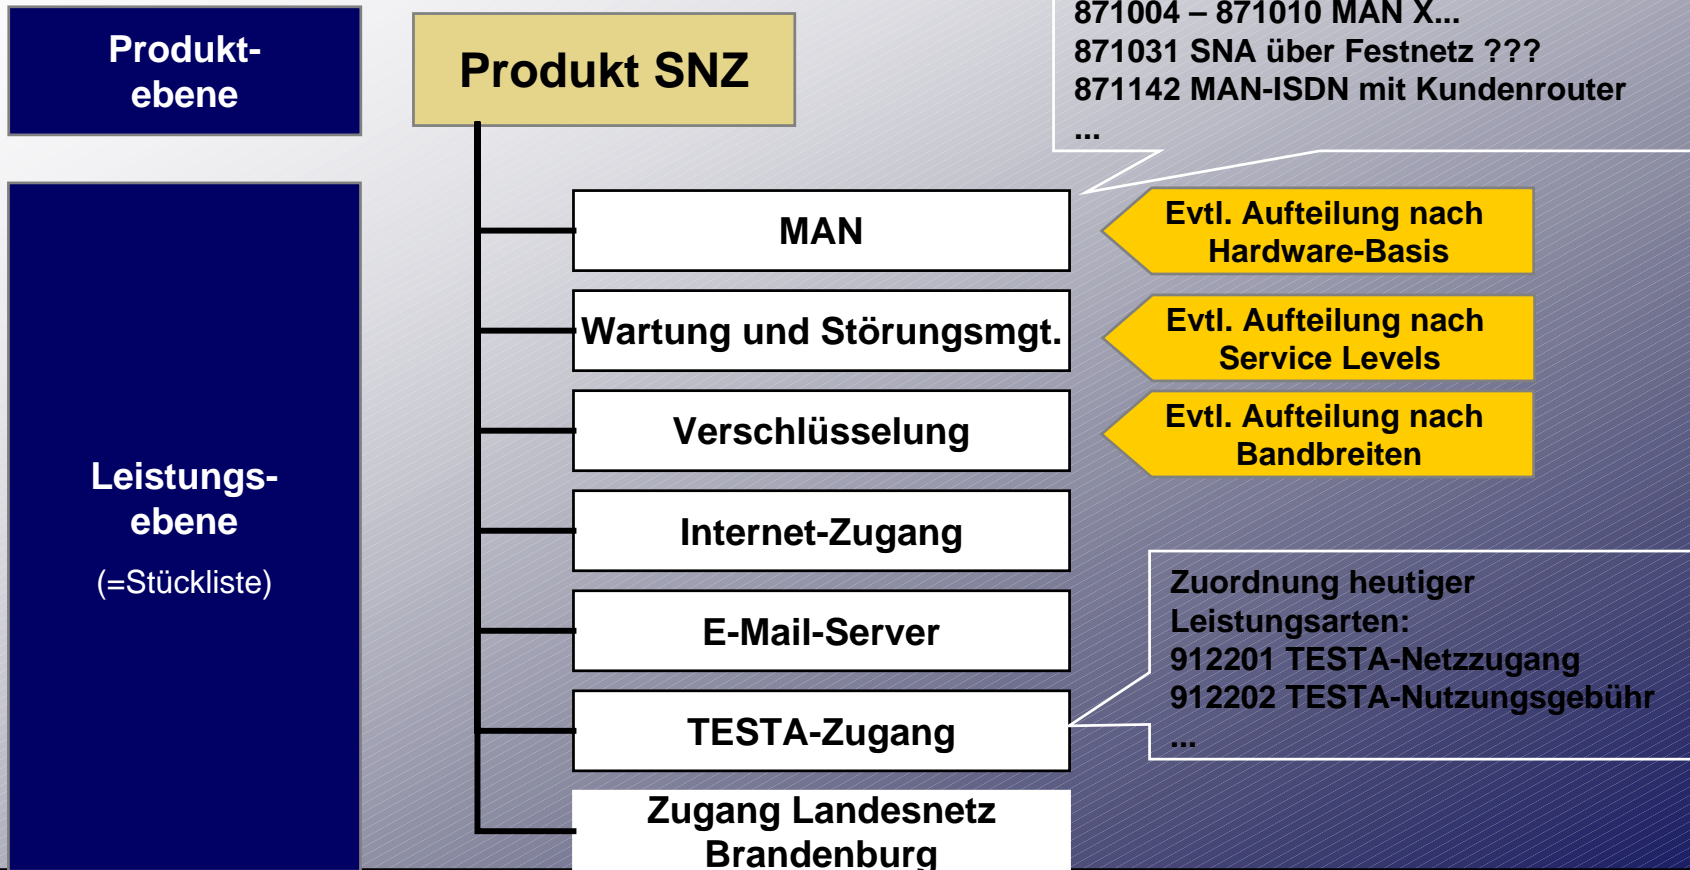 871004 – 871010 MAN X...
871031 SNA über Festnetz ???
871142 MAN-ISDN mit Kundenrouter
...
Produkt-
ebene
Produkt SNZ
Leistungs-
ebene
(=Stückliste)
MAN
Evtl. Aufteilung nach
Hardware-Basis
Wartung und Störungsmgt.
Evtl. Aufteilung nach
Service Levels
Verschlüsselung
Evtl. Aufteilung nach
Bandbreiten
Internet-Zugang
E-Mail-Server
Zuordnung heutiger
Leistungsarten:
912201 TESTA-Netzzugang
912202 TESTA-Nutzungsgebühr
...
TESTA-Zugang
Zugang Landesnetz
Brandenburg